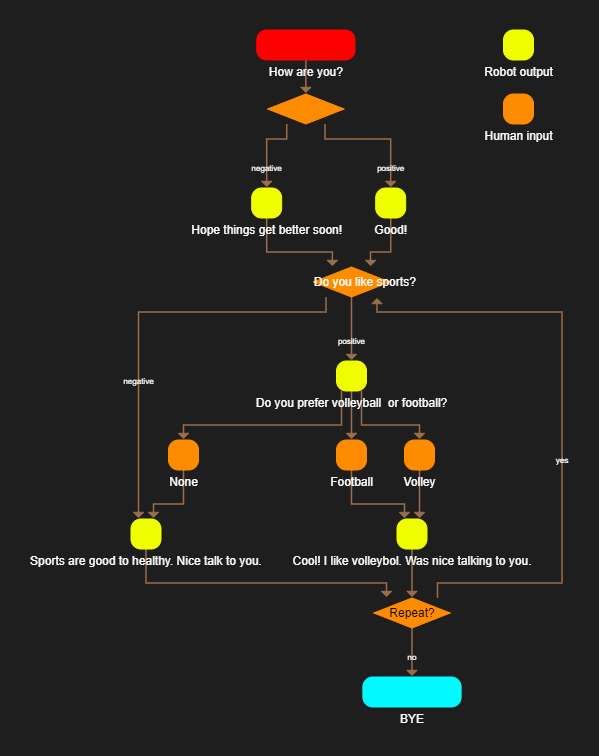 How are you?
Robot output
Human input
negative
positive
Hope things get better soon!
Good!
Do you like sports?
positive
negative
Do you prefer volleyball or football?
yes
None
Football
Volley
Sports are good to healthy. Nice talk to you.
Cool! I like volleybol. Was nice talking to you.
Repeat?
no
BYE